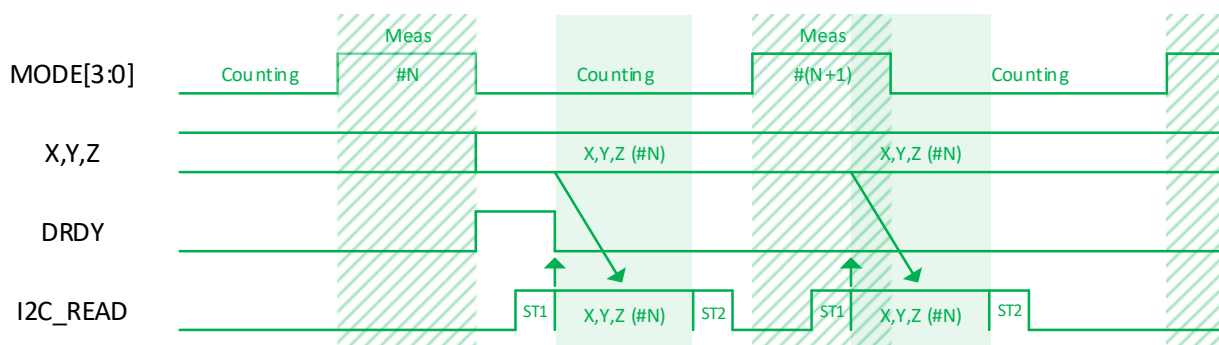 Meas Meas
MODE[3:0] Counting #N Counting #(N+1) Counting
X,Y,Z X,Y,Z (#N) X,Y,Z (#N)
DRDY
I2C_READ ST1 X,Y,Z (#N) ST2 ST1 X,Y,Z (#N) ST2